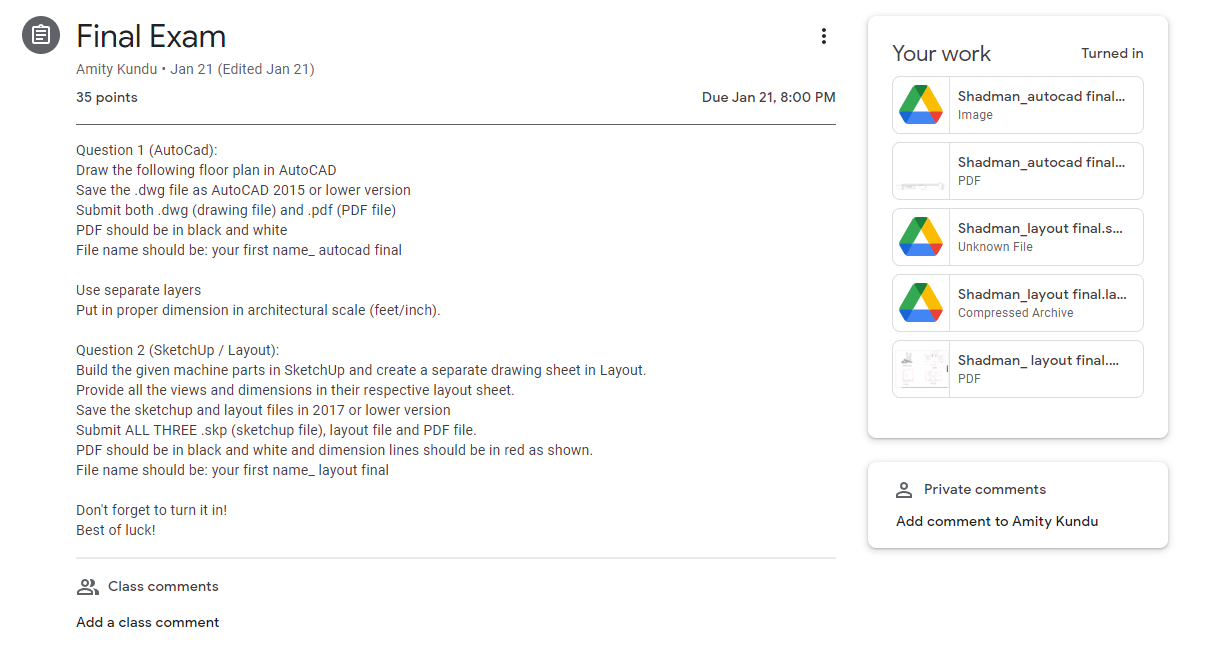 Final Exam
Amity Kundu • Jan 21 (Edited Jan 21)
35 points
Due Jan 21, 8:00 PM
Question 1 (AutoCad):
Draw the following floor plan in AutoCAD
Save the .dwg file as AutoCAD 2015 or lower version
Submit both .dwg (drawing file) and .pdf (PDF file)
PDF should be in black and white
File name should be: your first name_ autocad final
Use separate layers
Put in proper dimension in architectural scale (feet/inch).
Question 2 (SketchUp / Layout):
Build the given machine parts in SketchUp and create a separate drawing sheet in Layout.
Provide all the views and dimensions in their respective layout sheet.
Save the sketchup and layout files in 2017 or lower version
Submit ALL THREE .skp (sketchup file), layout file and PDF file.
PDF should be in black and white and dimension lines should be in red as shown.
File name should be: your first name_ layout final
Don't forget to turn it in!
Best of luck!
Class comments
Add a class comment
Your work
Turned in
Shadman_autocad final...
Image
Shadman_autocad final...
PDF
Shadman_layout final.s...
Unknown File
Shadman_layout final.la...
Compressed Archive
Shadman_ layout final....
PDF
Private comments
Add comment to Amity Kundu